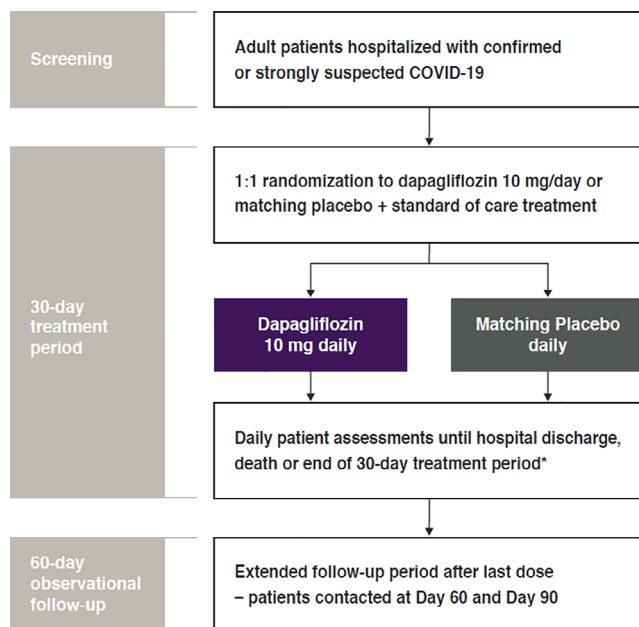 Screening
Adult patients hospitalized with confirmed
or strongly suspected COVID-19
30-day
treatment
period
1:1 randomization to dapagliflozin 10 mg/day or
matching placebo + standard of care treatment
Dapagliflozin
10 mg daily
Matching Placebo
daily
Daily patient assessments until hospital discharge,
death or end of 30-day treatment period*
60-day
observational
follow-up
Extended follow-up period after last dose
– patients contacted at Day 60 and Day 90